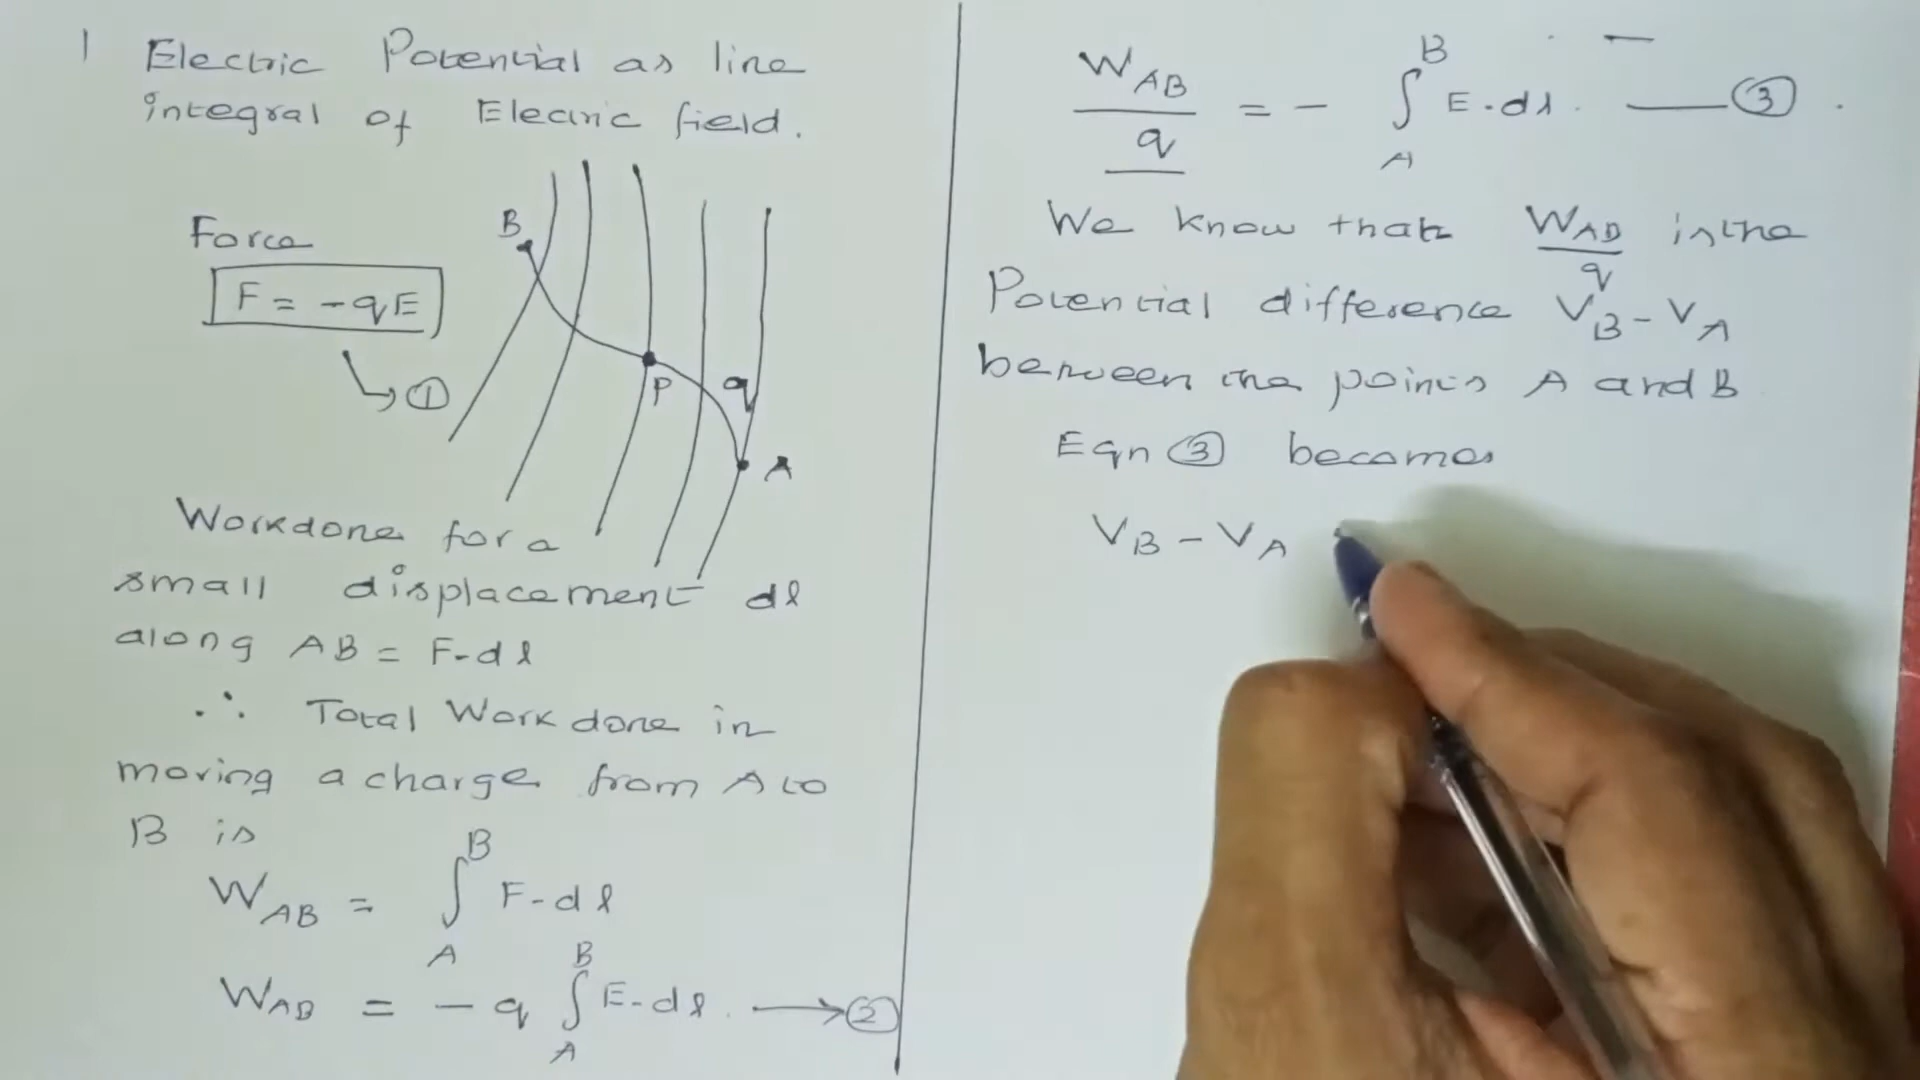 1 Electric Potential as line
integral of Electric field.
Force
F = -qE
①
B
P
q
A
Workdone for a
small displacement dl
along AB = F-dl
∴ Total Workdone in
moving a charge from A to
B is
W_AB = ∫_A^B F-dl
W_AB = -q ∫_A^B E-dl. ⟶②
W_AB/q = - ∫_A^B E.dl. —③.
We know that W_AB/q is the
Potential difference V_B - V_A
between the points A and B
Eqn ③ becomes
V_B - V_A